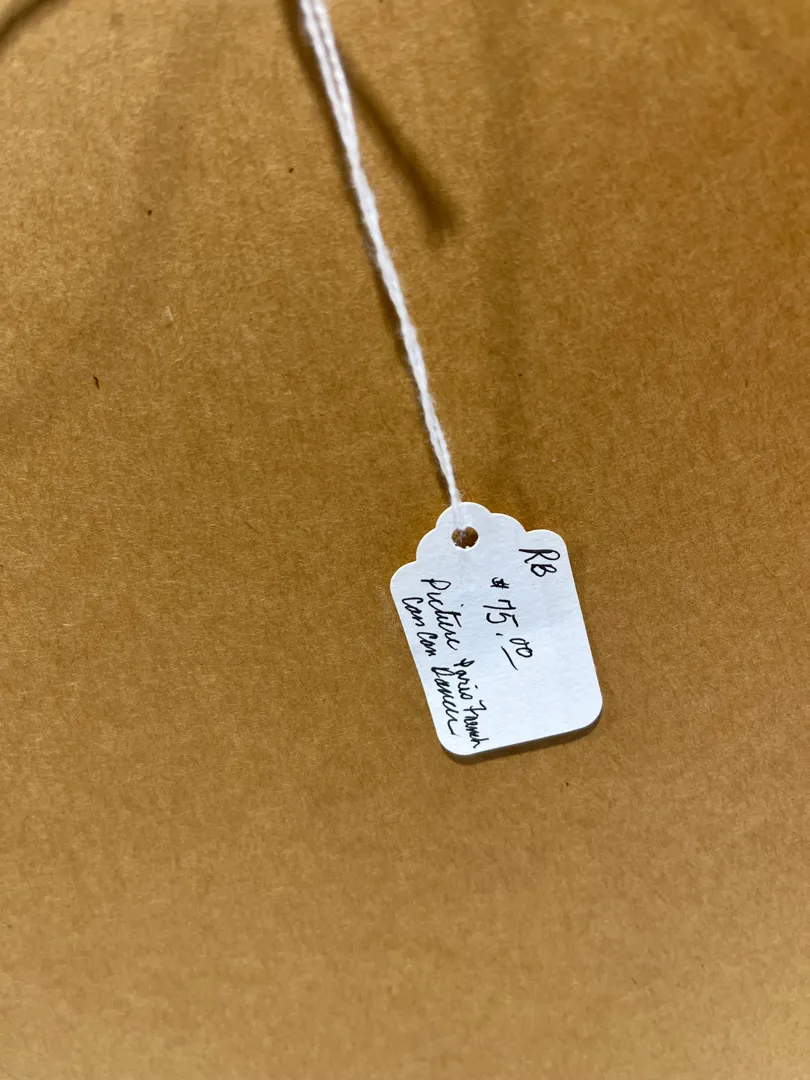 RB
$75.00
Picture Paris French
Can Can Dancer